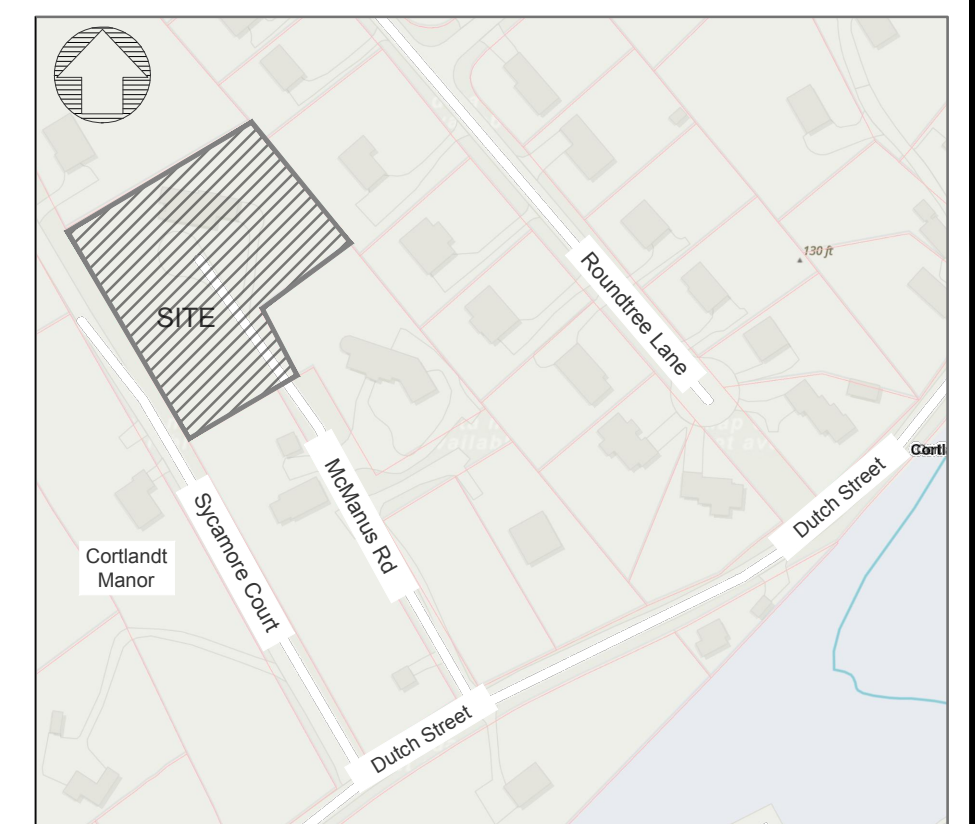 130 ft
Roundtree Lane
SITE
Cortl
Dutch Street
McManus Rd
Sycamore Court
Cortlandt
Manor
Dutch Street